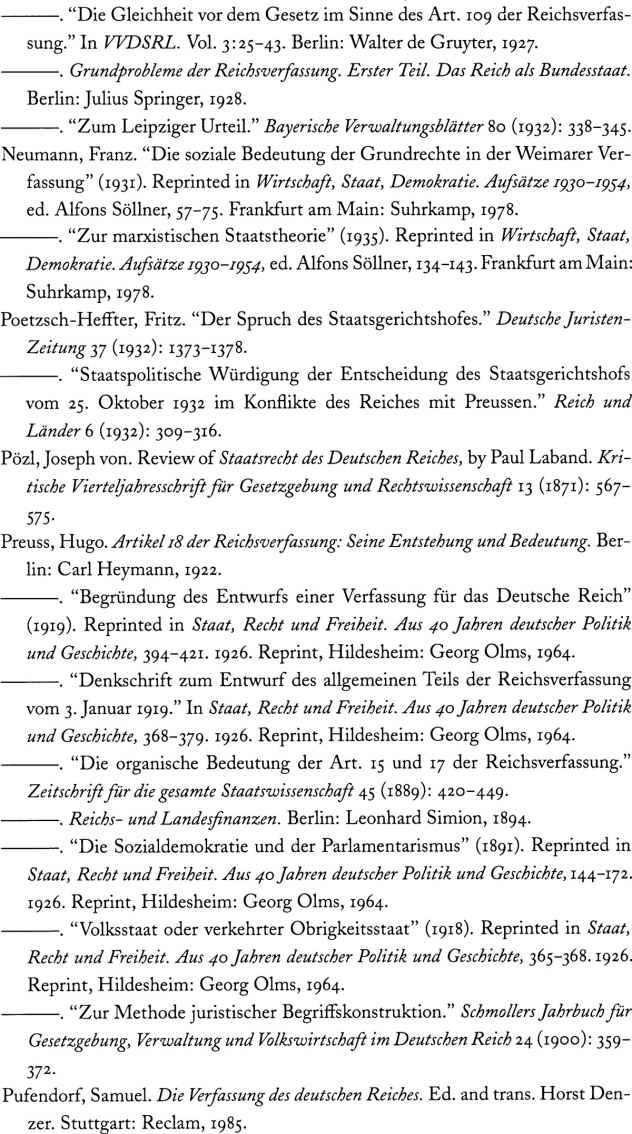 ———. “Die Gleichheit vor dem Gesetz im Sinne des Art. 109 der Reichsverfas-
sung.” In VVDSRL. Vol. 3:25–43. Berlin: Walter de Gruyter, 1927.
———. Grundprobleme der Reichsverfassung. Erster Teil. Das Reich als Bundesstaat.
Berlin: Julius Springer, 1928.
———. “Zum Leipziger Urteil.” Bayerische Verwaltungsblätter 80 (1932): 338–345.
Neumann, Franz. “Die soziale Bedeutung der Grundrechte in der Weimarer Ver-
fassung” (1931). Reprinted in Wirtschaft, Staat, Demokratie. Aufsätze 1930–1954,
ed. Alfons Söllner, 57–75. Frankfurt am Main: Suhrkamp, 1978.
———. “Zur marxistischen Staatstheorie” (1935). Reprinted in Wirtschaft, Staat,
Demokratie. Aufsätze 1930–1954, ed. Alfons Söllner, 134–143. Frankfurt am Main:
Suhrkamp, 1978.
Poetzsch-Heffter, Fritz. “Der Spruch des Staatsgerichtshofes.” Deutsche Juristen-
Zeitung 37 (1932): 1373–1378.
———. “Staatspolitische Würdigung der Entscheidung des Staatsgerichtshofs
vom 25. Oktober 1932 im Konflikte des Reiches mit Preussen.” Reich und
Länder 6 (1932): 309–316.
Pözl, Joseph von. Review of Staatsrecht des Deutschen Reiches, by Paul Laband. Kri-
tische Vierteljahresschrift für Gesetzgebung und Rechtswissenschaft 13 (1871): 567–
575.
Preuss, Hugo. Artikel 18 der Reichsverfassung: Seine Entstehung und Bedeutung. Ber-
lin: Carl Heymann, 1922.
———. “Begründung des Entwurfs einer Verfassung für das Deutsche Reich”
(1919). Reprinted in Staat, Recht und Freiheit. Aus 40 Jahren deutscher Politik
und Geschichte, 394–421. 1926. Reprint, Hildesheim: Georg Olms, 1964.
———. “Denkschrift zum Entwurf des allgemeinen Teils der Reichsverfassung
vom 3. Januar 1919.” In Staat, Recht und Freiheit. Aus 40 Jahren deutscher Politik
und Geschichte, 368–379. 1926. Reprint, Hildesheim: Georg Olms, 1964.
———. “Die organische Bedeutung der Art. 15 und 17 der Reichsverfassung.”
Zeitschrift für die gesamte Staatswissenschaft 45 (1889): 420–449.
———. Reichs- und Landesfinanzen. Berlin: Leonhard Simion, 1894.
———. “Die Sozialdemokratie und der Parlamentarismus” (1891). Reprinted in
Staat, Recht und Freiheit. Aus 40 Jahren deutscher Politik und Geschichte, 144–172.
1926. Reprint, Hildesheim: Georg Olms, 1964.
———. “Volksstaat oder verkehrter Obrigkeitsstaat” (1918). Reprinted in Staat,
Recht und Freiheit. Aus 40 Jahren deutscher Politik und Geschichte, 365–368. 1926.
Reprint, Hildesheim: Georg Olms, 1964.
———. “Zur Methode juristischer Begriffskonstruktion.” Schmollers Jahrbuch für
Gesetzgebung, Verwaltung und Volkswirtschaft im Deutschen Reich 24 (1900): 359–
372.
Pufendorf, Samuel. Die Verfassung des deutschen Reiches. Ed. and trans. Horst Den-
zer. Stuttgart: Reclam, 1985.